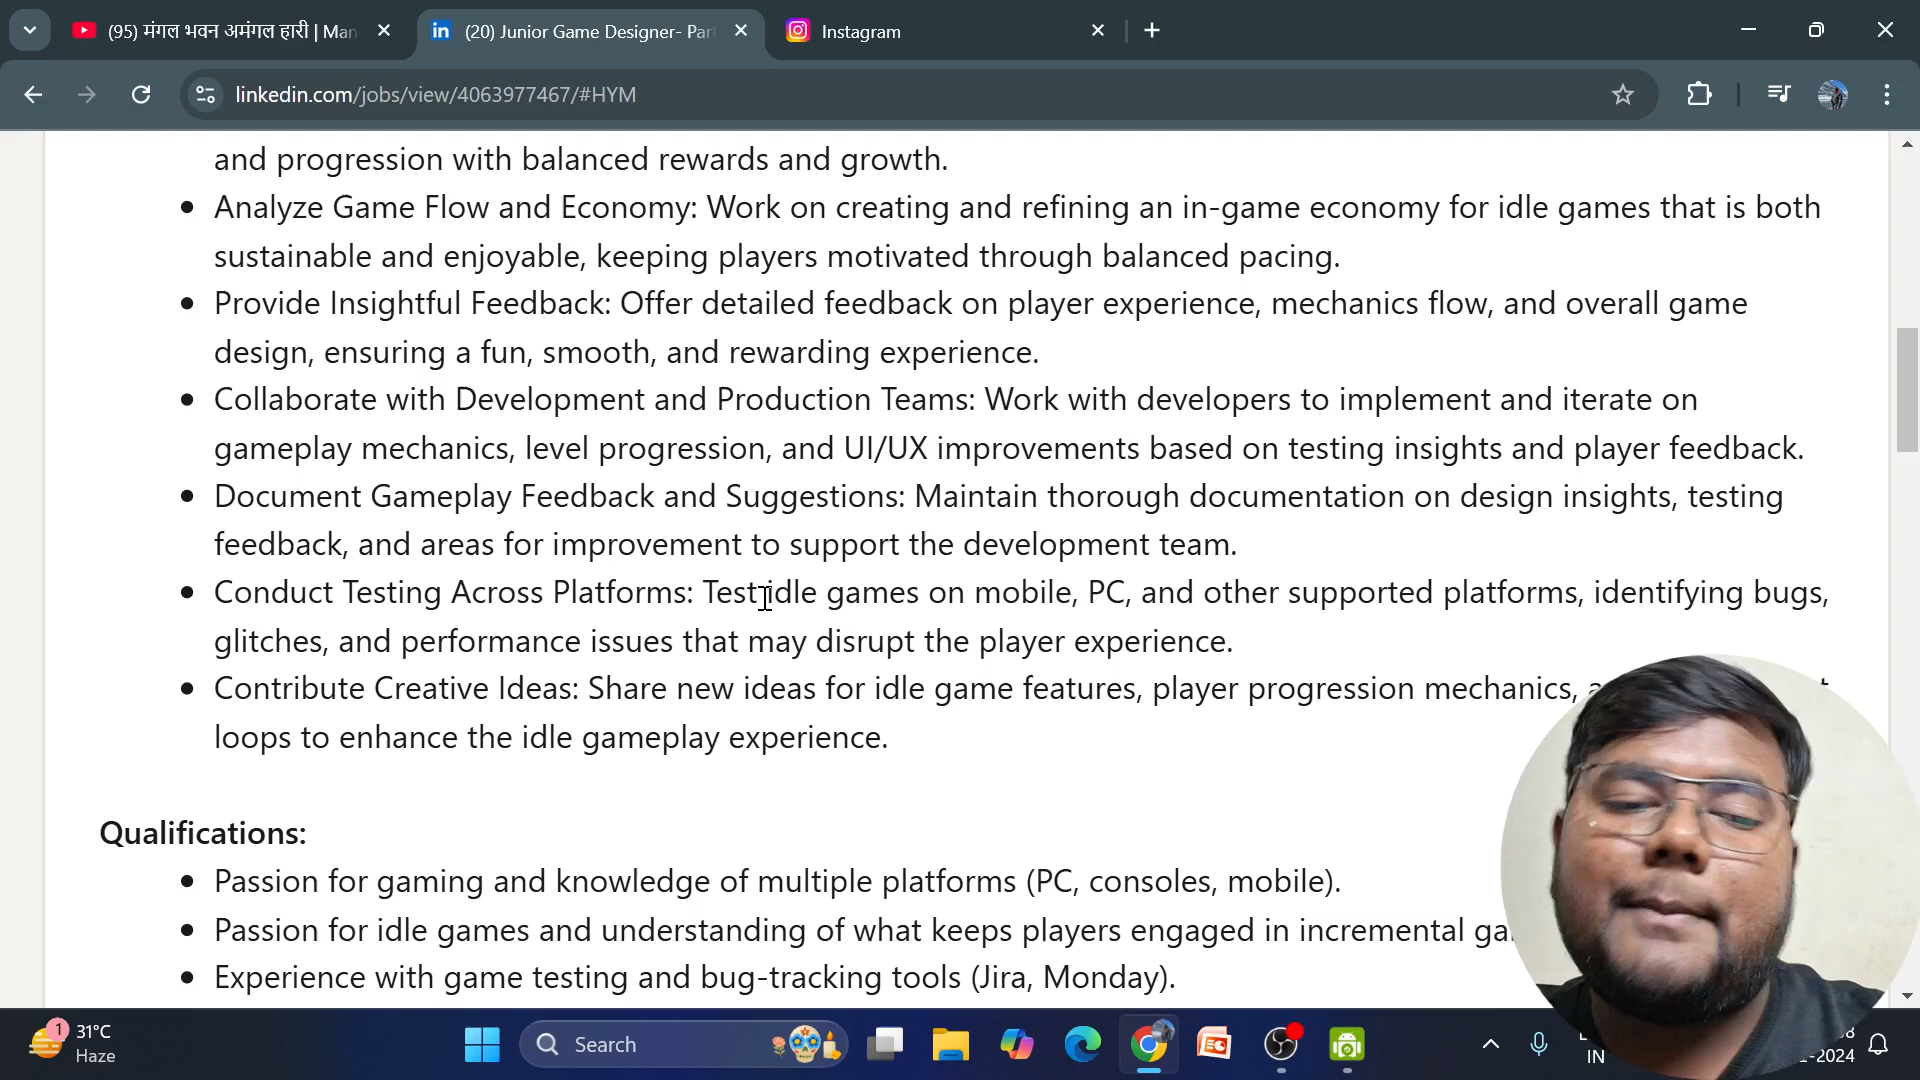 (95) मंगल भवन अमंगल हारी | Man
in (20) Junior Game Designer- Par
Instagram
linkedin.com/jobs/view/4063977467/#HYM
and progression with balanced rewards and growth.
• Analyze Game Flow and Economy: Work on creating and refining an in-game economy for idle games that is both
sustainable and enjoyable, keeping players motivated through balanced pacing.
• Provide Insightful Feedback: Offer detailed feedback on player experience, mechanics flow, and overall game
design, ensuring a fun, smooth, and rewarding experience.
• Collaborate with Development and Production Teams: Work with developers to implement and iterate on
gameplay mechanics, level progression, and UI/UX improvements based on testing insights and player feedback.
• Document Gameplay Feedback and Suggestions: Maintain thorough documentation on design insights, testing
feedback, and areas for improvement to support the development team.
• Conduct Testing Across Platforms: Test idle games on mobile, PC, and other supported platforms, identifying bugs,
glitches, and performance issues that may disrupt the player experience.
• Contribute Creative Ideas: Share new ideas for idle game features, player progression mechanics,
loops to enhance the idle gameplay experience.
Qualifications:
• Passion for gaming and knowledge of multiple platforms (PC, consoles, mobile).
• Passion for idle games and understanding of what keeps players engaged in incremental
• Experience with game testing and bug-tracking tools (Jira, Monday).
1
31°C
Haze
Search
IN
-2024